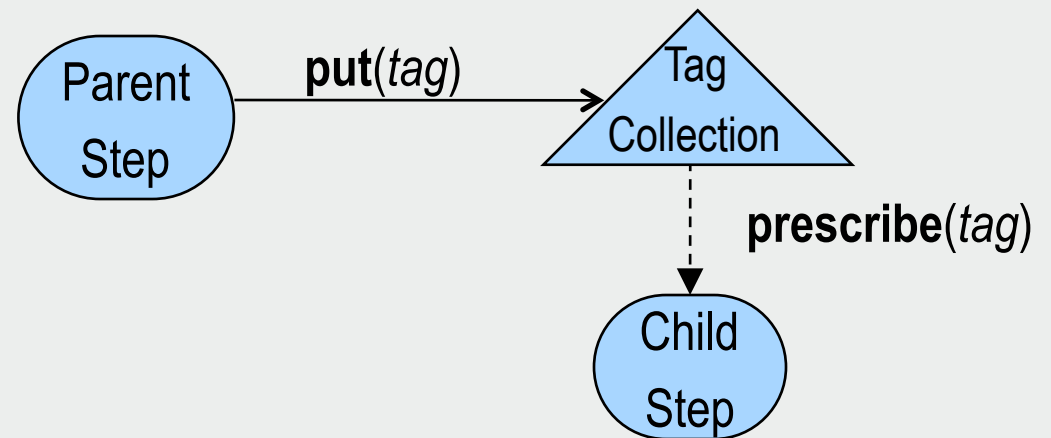 Parent
Step
put(tag)
Tag
Collection
prescribe(tag)
Child
Step